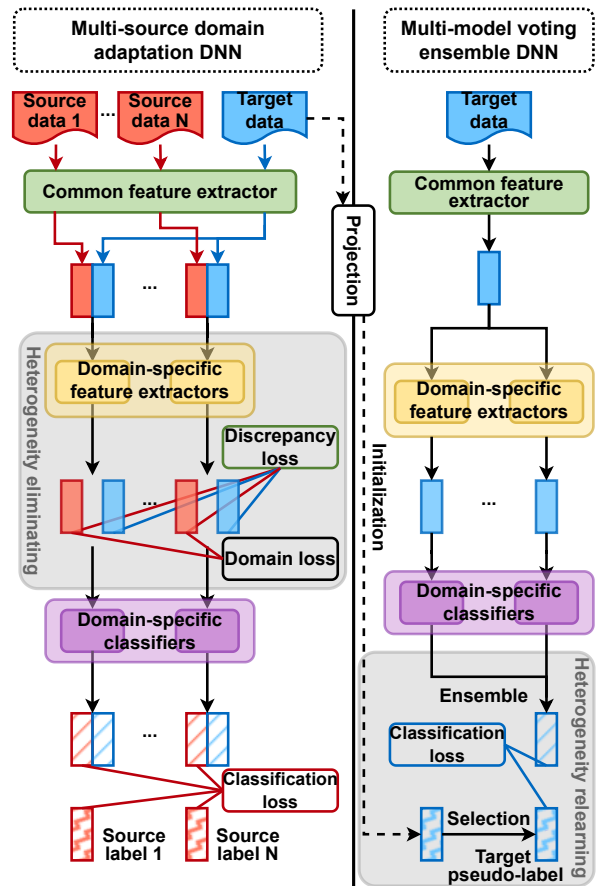 Multi-source domain
adaptation DNN
Source
data 1
...
Source
data N
Target
data
Common feature extractor
...
Heterogeneity eliminating
Domain-specific
feature extractors
Discrepancy
loss
...
Domain loss
Domain-specific
classifiers
...
Classification
loss
Source
label 1
Source
label N
Projection
Initialization
Multi-model voting
ensemble DNN
Target
data
Common feature
extractor
Domain-specific
feature extractors
...
Domain-specific
classifiers
Heterogeneity relearning
Ensemble
Classification
loss
Selection
Target
pseudo-label